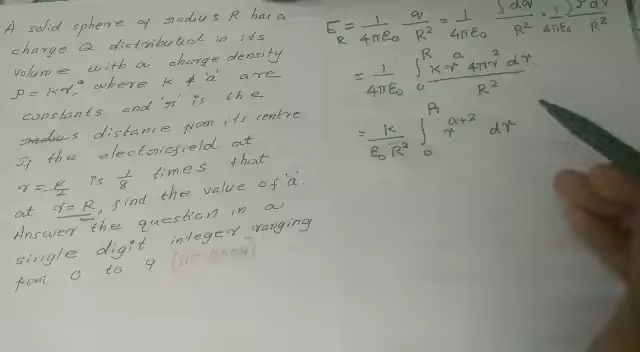 A solid sphere of radius R has a
charge Q distributed in its
volume with a charge density
ρ = kr^a, where k & 'a' are
constants and 'r' is the
radius distance from its centre
If the electricfield at
r = R/2 is 1/8 times that
at r = R, find the value of 'a'.
Answer the question in a
single digit integer ranging
from 0 to 9
E_R = 1/4πε₀ q/R² = 1/4πε₀ ∫dq/R² = 1/4πε₀ ∫ρdv/R²
= 1/4πε₀ ∫₀^R kr^a 4πr² dr/R²
= k/ε₀R² ∫₀^R r^(a+2) dr